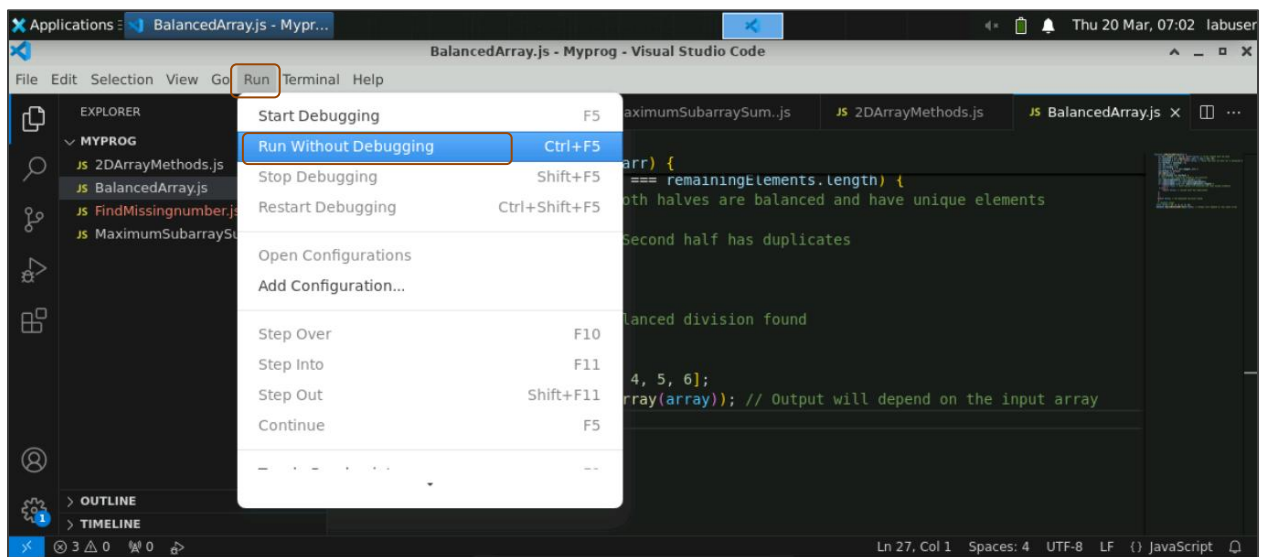 Applications : BalancedArray.js - Mypr...
Thu 20 Mar, 07:02 labuser
BalancedArray.js - Myprog - Visual Studio Code
File Edit Selection View Go Run Terminal Help
EXPLORER
MYPROG
JS 2DArrayMethods.js
JS BalancedArray.js
JS FindMissingnumber.js
JS MaximumSubarraySu
OUTLINE
TIMELINE
Start Debugging F5
Run Without Debugging Ctrl+F5
Stop Debugging Shift+F5
Restart Debugging Ctrl+Shift+F5
Open Configurations
Add Configuration...
Step Over F10
Step Into F11
Step Out Shift+F11
Continue F5
aximumSubarraySum..js JS 2DArrayMethods.js JS BalancedArray.js ...
arr) {
=== remainingElements.length) {
oth halves are balanced and have unique elements
Second half has duplicates
lanced division found
4, 5, 6];
rray(array)); // Output will depend on the input array
1
3 0 0
Ln 27, Col 1 Spaces: 4 UTF-8 LF {} JavaScript